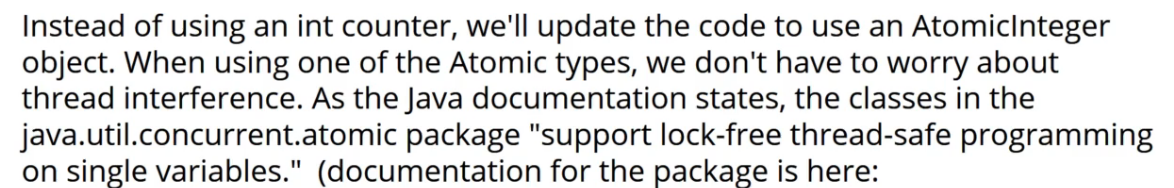 Instead of using an int counter, we'll update the code to use an AtomicInteger
object. When using one of the Atomic types, we don't have to worry about
thread interference. As the Java documentation states, the classes in the
java.util.concurrent.atomic package "support lock-free thread-safe programming
on single variables."  (documentation for the package is here: